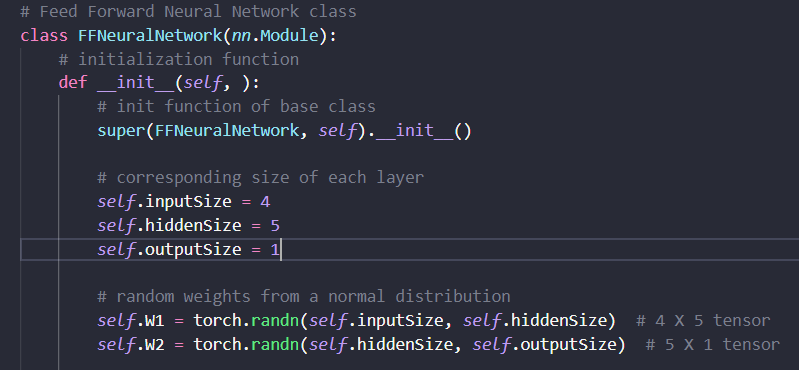 # Feed Forward Neural Network class
class FFNeuralNetwork(nn.Module):
# initialization function
def __init__(self, ):
# init function of base class
super(FFNeuralNetwork, self).__init__()
# corresponding size of each layer
self.inputSize = 4
self.hiddenSize = 5
self.outputSize = 1
# random weights from a normal distribution
self.W1 = torch.randn(self.inputSize, self.hiddenSize)  # 4 X 5 tensor
self.W2 = torch.randn(self.hiddenSize, self.outputSize)  # 5 X 1 tensor